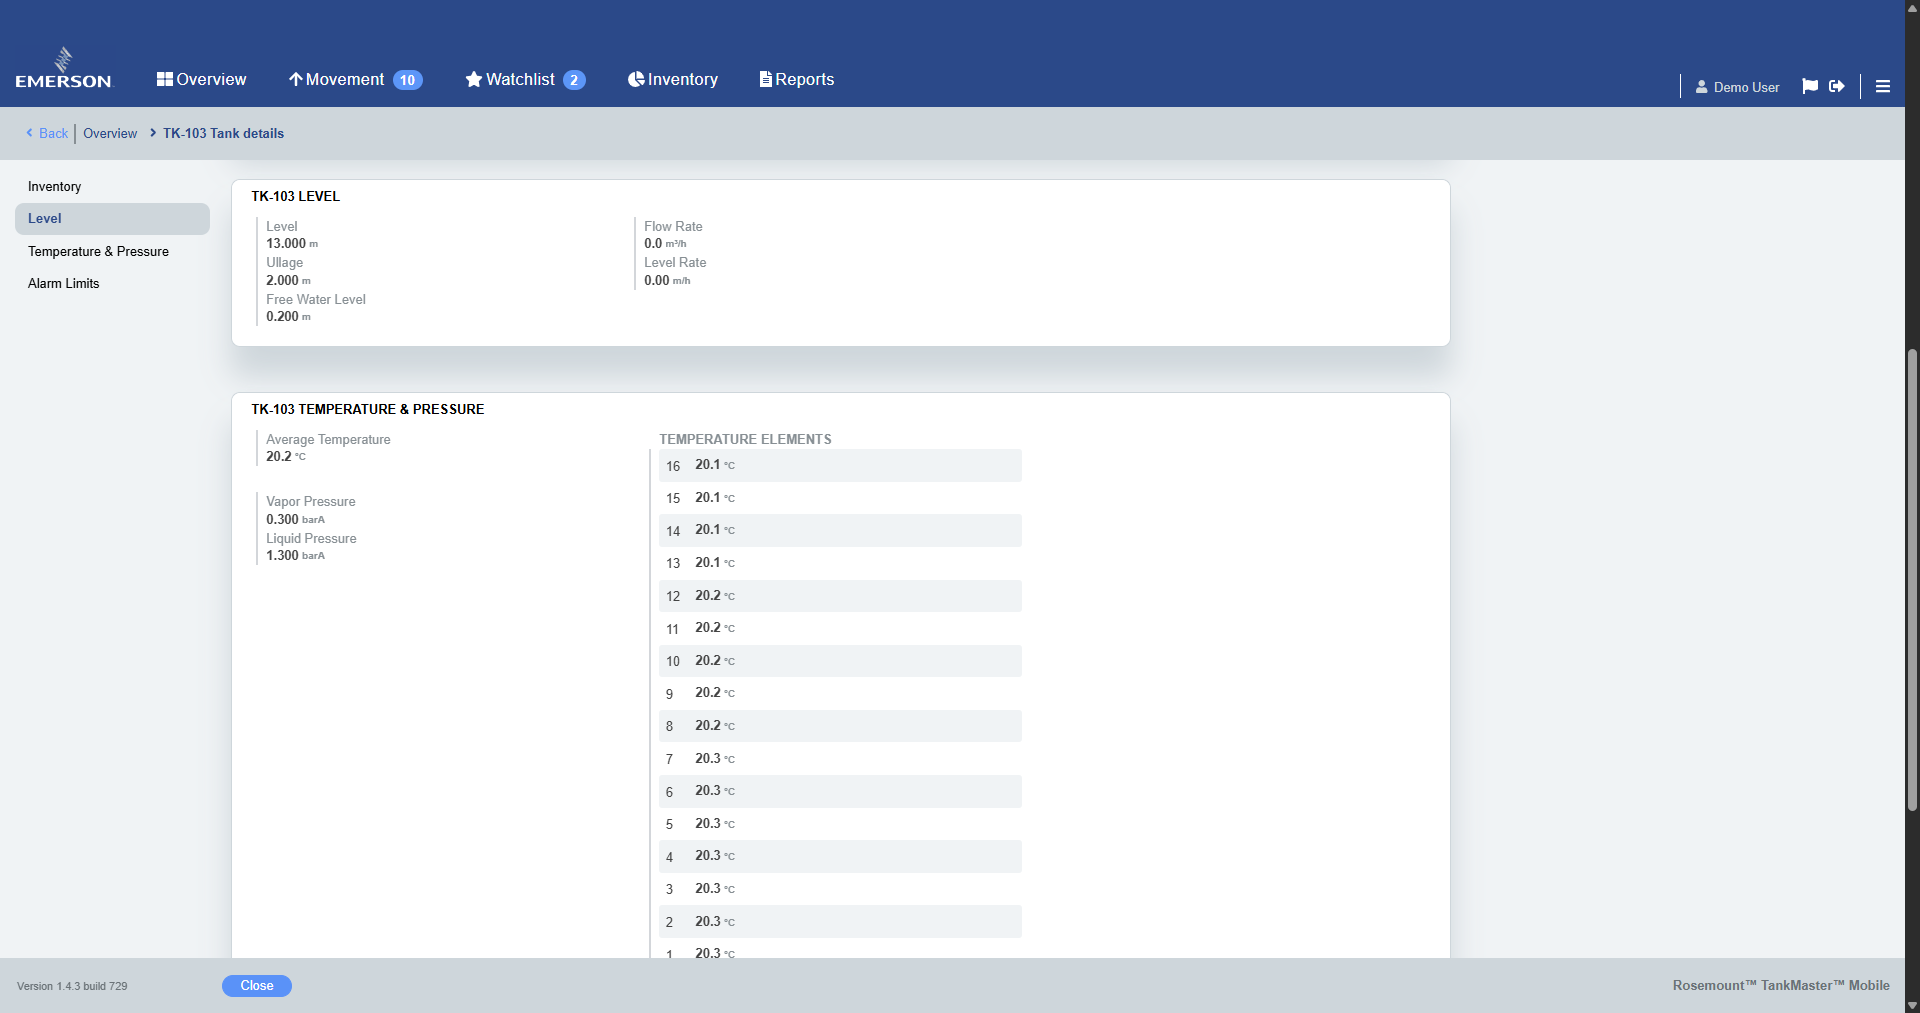 EMERSON
Overview
Movement 10
Watchlist 2
Inventory
Reports
Demo User
Back
Overview
TK-103 Tank details
Inventory
Level
Temperature & Pressure
Alarm Limits
TK-103 LEVEL
Level
13.000 m
Ullage
2.000 m
Free Water Level
0.200 m
Flow Rate
0.0 m³/h
Level Rate
0.00 m/h
TK-103 TEMPERATURE & PRESSURE
Average Temperature
20.2 °C
Vapor Pressure
0.300 barA
Liquid Pressure
1.300 barA
TEMPERATURE ELEMENTS
16 20.1 °C
15 20.1 °C
14 20.1 °C
13 20.1 °C
12 20.2 °C
11 20.2 °C
10 20.2 °C
9 20.2 °C
8 20.2 °C
7 20.3 °C
6 20.3 °C
5 20.3 °C
4 20.3 °C
3 20.3 °C
2 20.3 °C
1 20.3 °C
Version 1.4.3 build 729
Close
Rosemount™ TankMaster™ Mobile